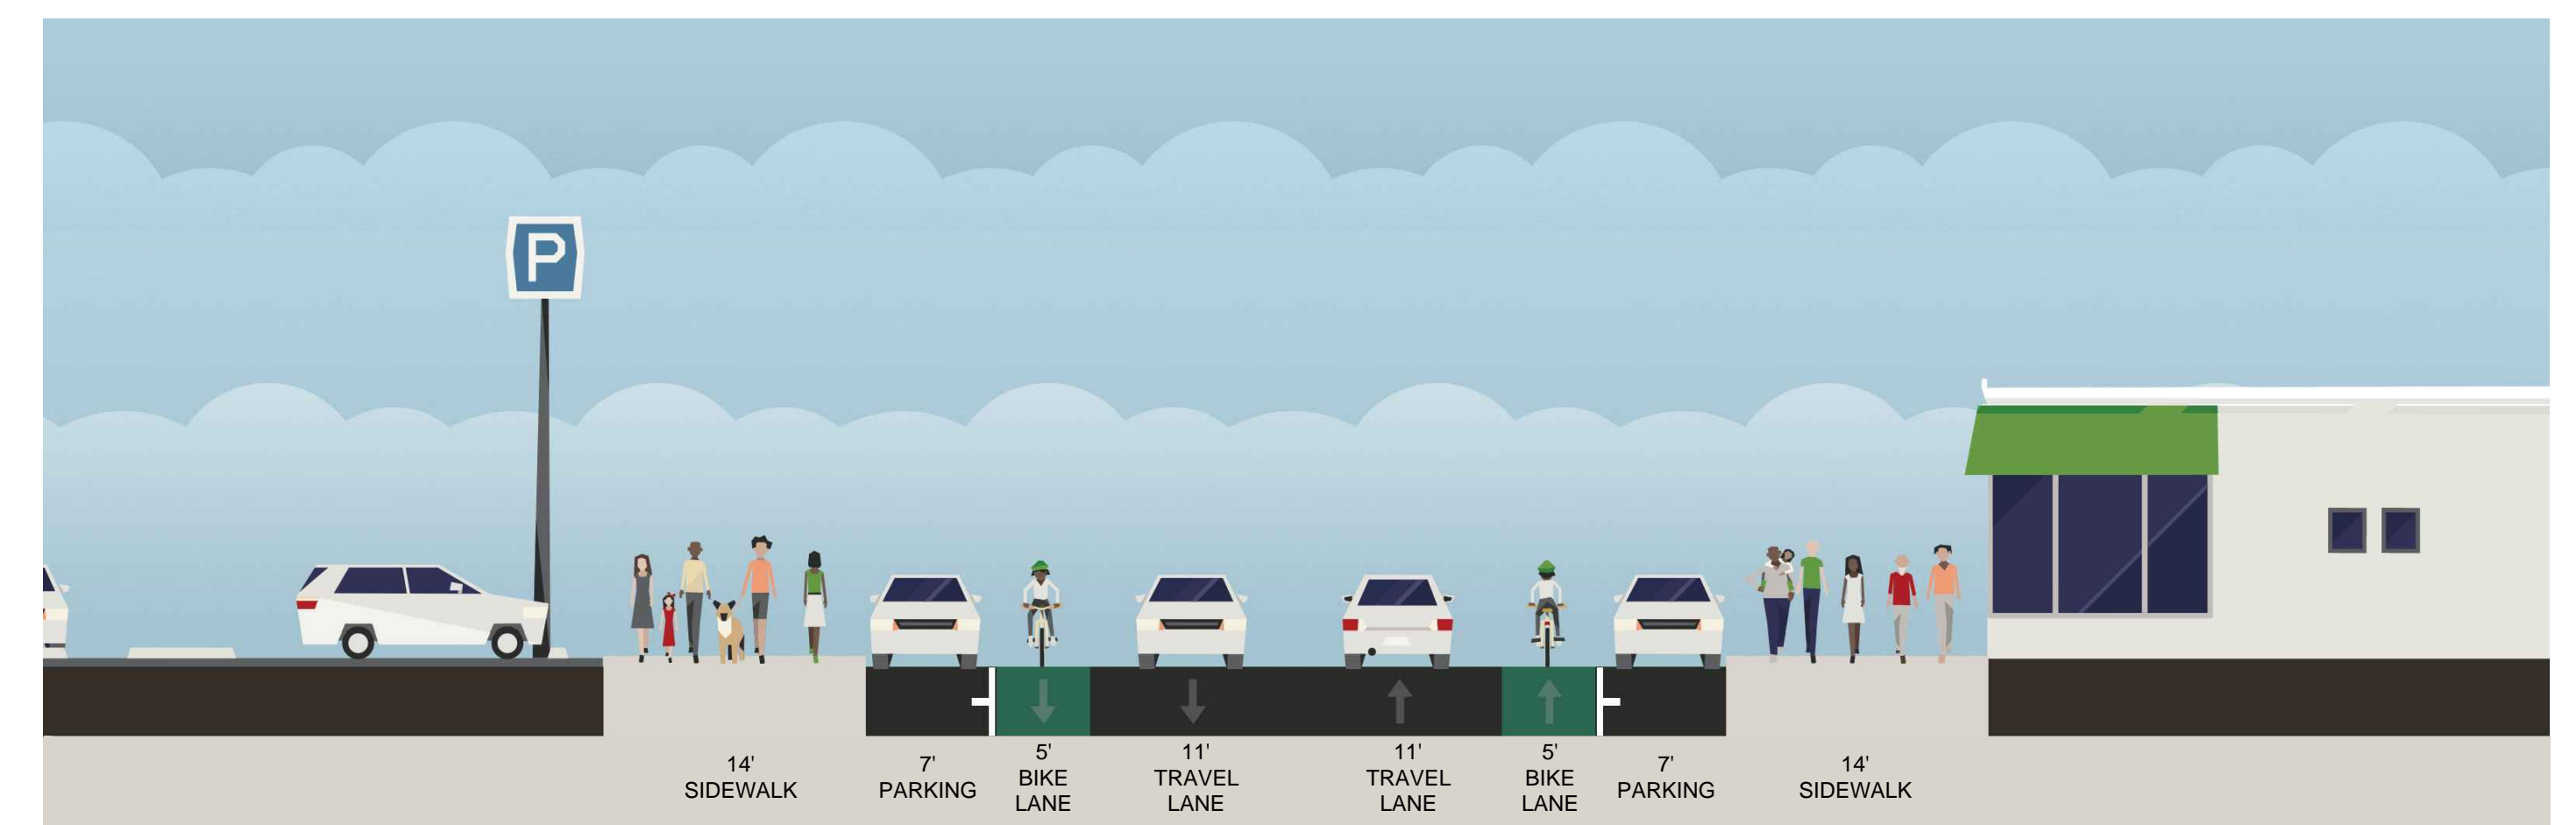 P
14'
SIDEWALK
7'
PARKING
5'
BIKE
LANE
11'
TRAVEL
LANE
11'
TRAVEL
LANE
5'
BIKE
LANE
7'
PARKING
14'
SIDEWALK